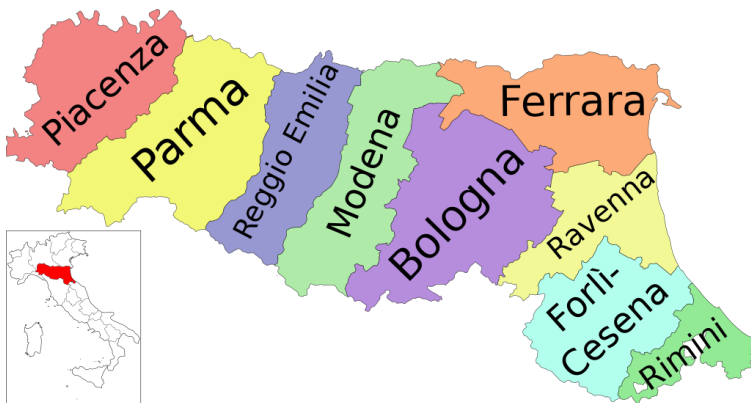 Piacenza
Parma
Reggio Emilia
Modena
Bologna
Ferrara
Ravenna
Forlì-
Cesena
Rimini